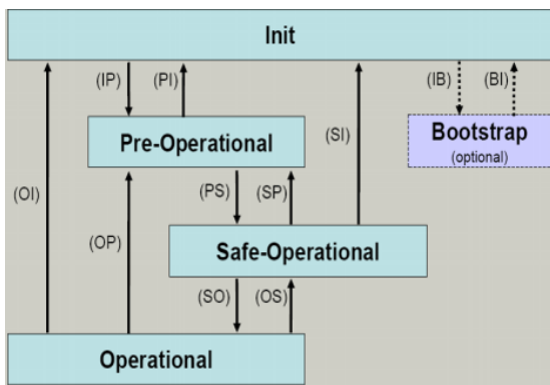 Init
(IP)
(PI)
(IB)
(BI)
Pre-Operational
(SI)
Bootstrap
(optional)
(OI)
(PS)
(SP)
(OP)
Safe-Operational
(SO)
(OS)
Operational